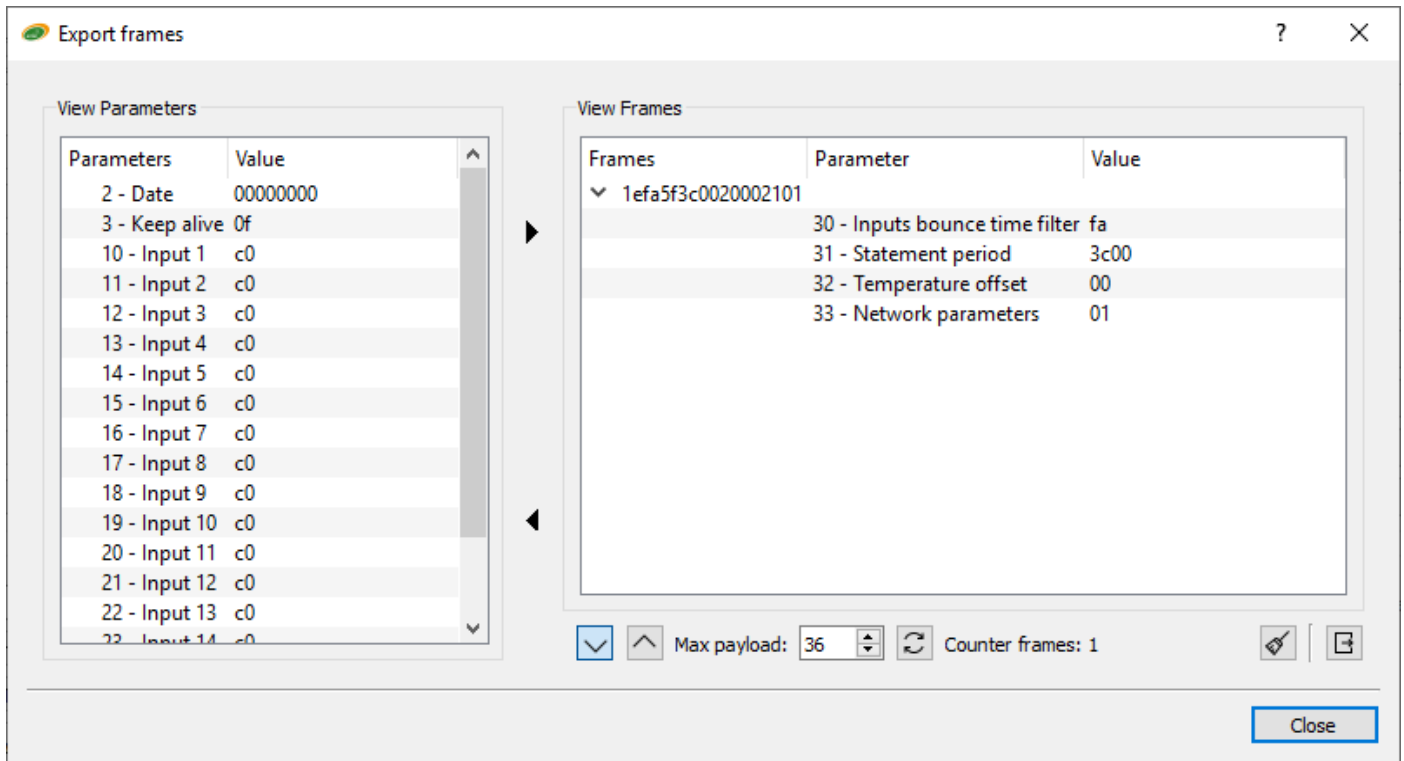 Export frames
View Parameters
Parameters Value
2 - Date 00000000
3 - Keep alive 0f
10 - Input 1 c0
11 - Input 2 c0
12 - Input 3 c0
13 - Input 4 c0
14 - Input 5 c0
15 - Input 6 c0
16 - Input 7 c0
17 - Input 8 c0
18 - Input 9 c0
19 - Input 10 c0
20 - Input 11 c0
21 - Input 12 c0
22 - Input 13 c0
23 - Input 14 c0
View Frames
Frames Parameter Value
1efa5f3c0020002101
30 - Inputs bounce time filter fa
31 - Statement period 3c00
32 - Temperature offset 00
33 - Network parameters 01
Max payload: 36 Counter frames: 1
Close